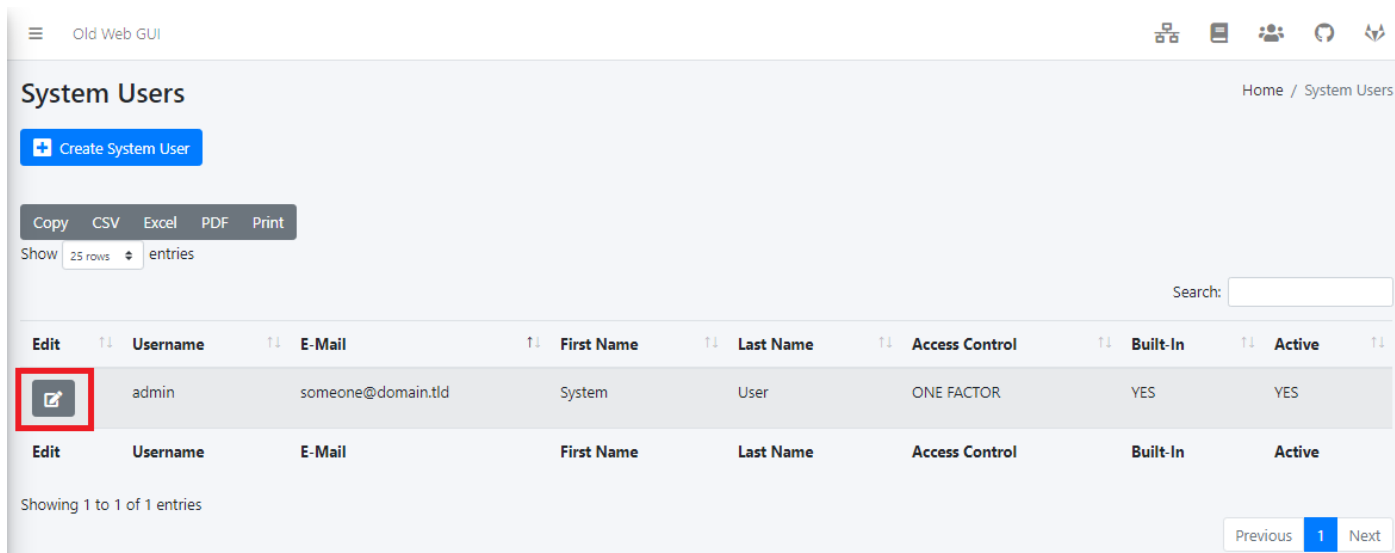 Old Web GUI
System Users
Home / System Users
Create System User
Copy CSV Excel PDF Print
Show 25 rows entries
Search:
Edit Username E-Mail First Name Last Name Access Control Built-In Active
admin someone@domain.tld System User ONE FACTOR YES YES
Edit Username E-Mail First Name Last Name Access Control Built-In Active
Showing 1 to 1 of 1 entries
Previous 1 Next